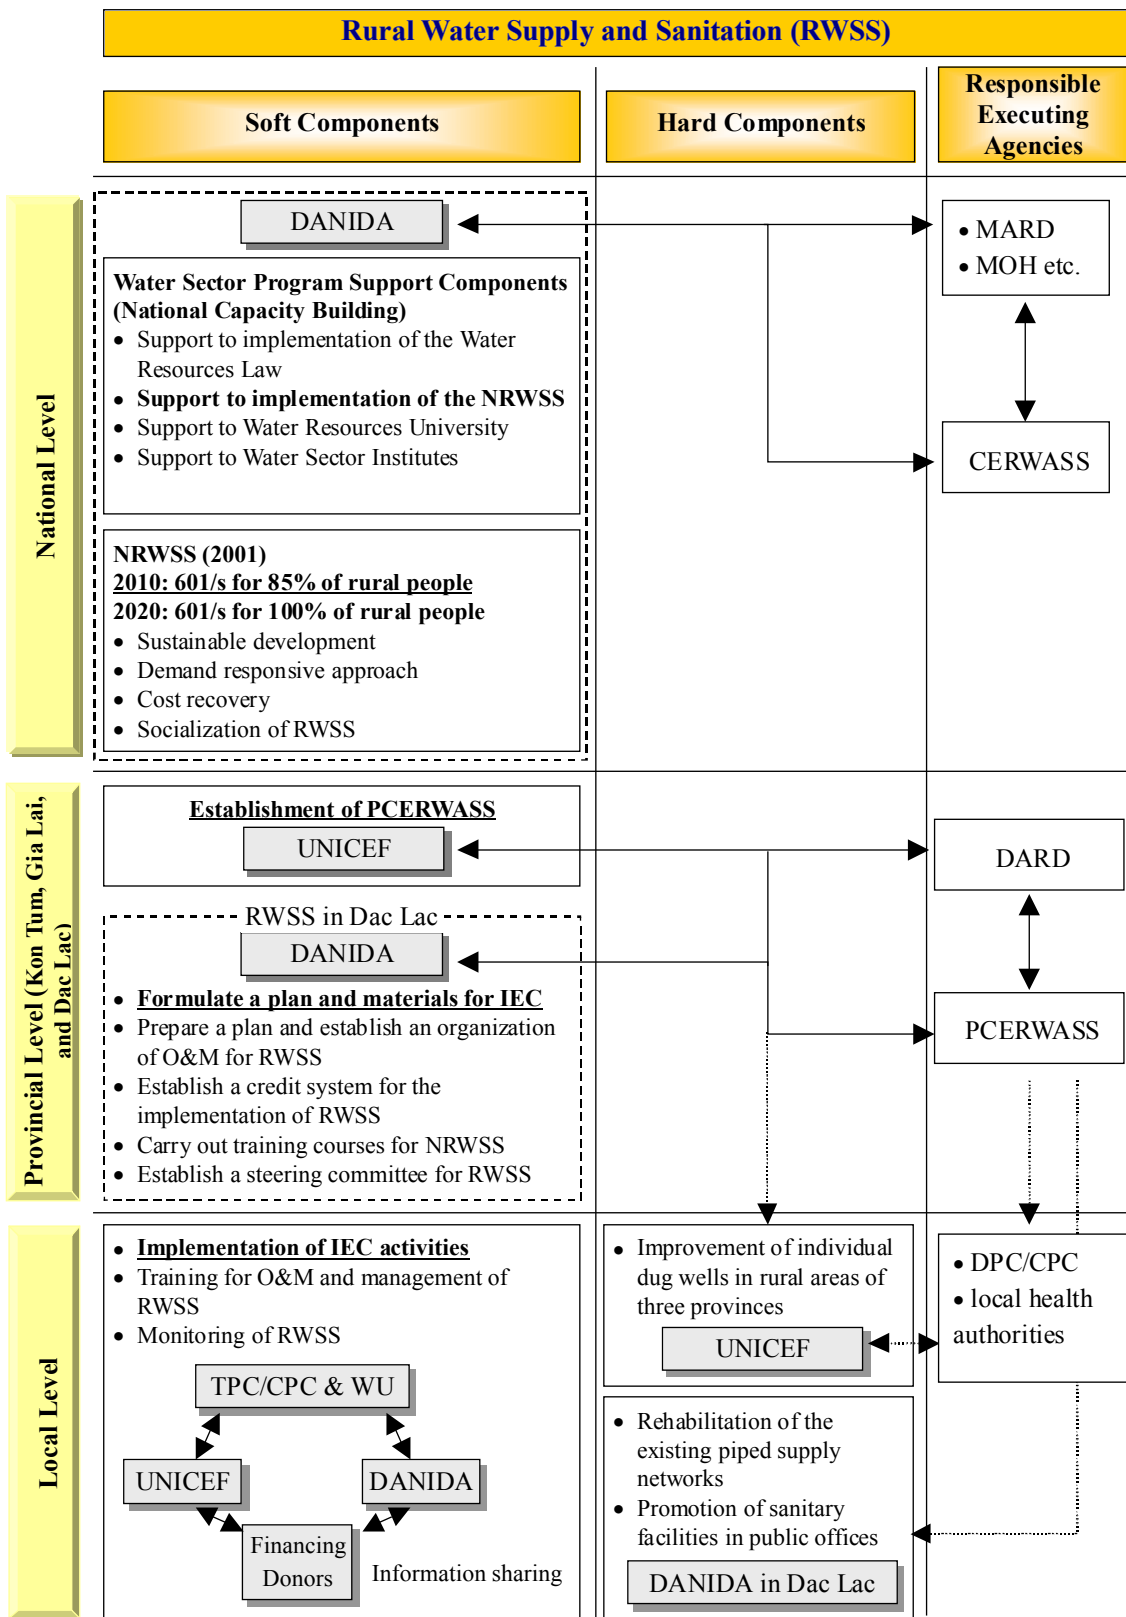 Rural Water Supply and Sanitation (RWSS)
Soft Components
Hard Components
Responsible
Executing
Agencies
National Level
DANIDA
Water Sector Program Support Components
(National Capacity Building)
• Support to implementation of the Water
Resources Law
• Support to implementation of the NRWSS
• Support to Water Resources University
• Support to Water Sector Institutes
NRWSS (2001)
2010: 601/s for 85% of rural people
2020: 601/s for 100% of rural people
• Sustainable development
• Demand responsive approach
• Cost recovery
• Socialization of RWSS
• MARD
• MOH etc.
CERWASS
Provincial Level (Kon Tum, Gia Lai,
and Dac Lac)
Establishment of PCERWASS
UNICEF
RWSS in Dac Lac
DANIDA
• Formulate a plan and materials for IEC
• Prepare a plan and establish an organization
of O&M for RWSS
• Establish a credit system for the
implementation of RWSS
• Carry out training courses for NRWSS
• Establish a steering committee for RWSS
DARD
PCERWASS
Local Level
• Implementation of IEC activities
• Training for O&M and management of
RWSS
• Monitoring of RWSS
TPC/CPC & WU
UNICEF
DANIDA
Financing
Donors
Information sharing
• Improvement of individual
dug wells in rural areas of
three provinces
UNICEF
• Rehabilitation of the
existing piped supply
networks
• Promotion of sanitary
facilities in public offices
DANIDA in Dac Lac
• DPC/CPC
• local health
authorities